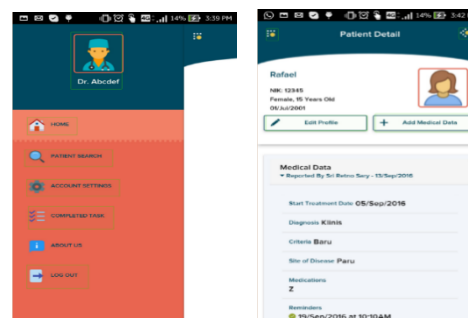 14% 3:39 PM
Dr. Abcdef
HOME
PATIENT SEARCH
ACCOUNT SETTINGS
COMPLETED TASK
ABOUT US
LOG OUT
14% 3:42
Patient Detail
Rafael
NIK: 12345
Female, 15 Years Old
01/Jul/2001
Edit Profile
Add Medical Data
Medical Data
Reported By Sri Retno Sary - 13/Sep/2016
Start Treatment Date 05/Sep/2016
Diagnosis Klinis
Criteria Baru
Site of Disease Paru
Medications
Z
Reminders
19/Sep/2016 at 10:10AM